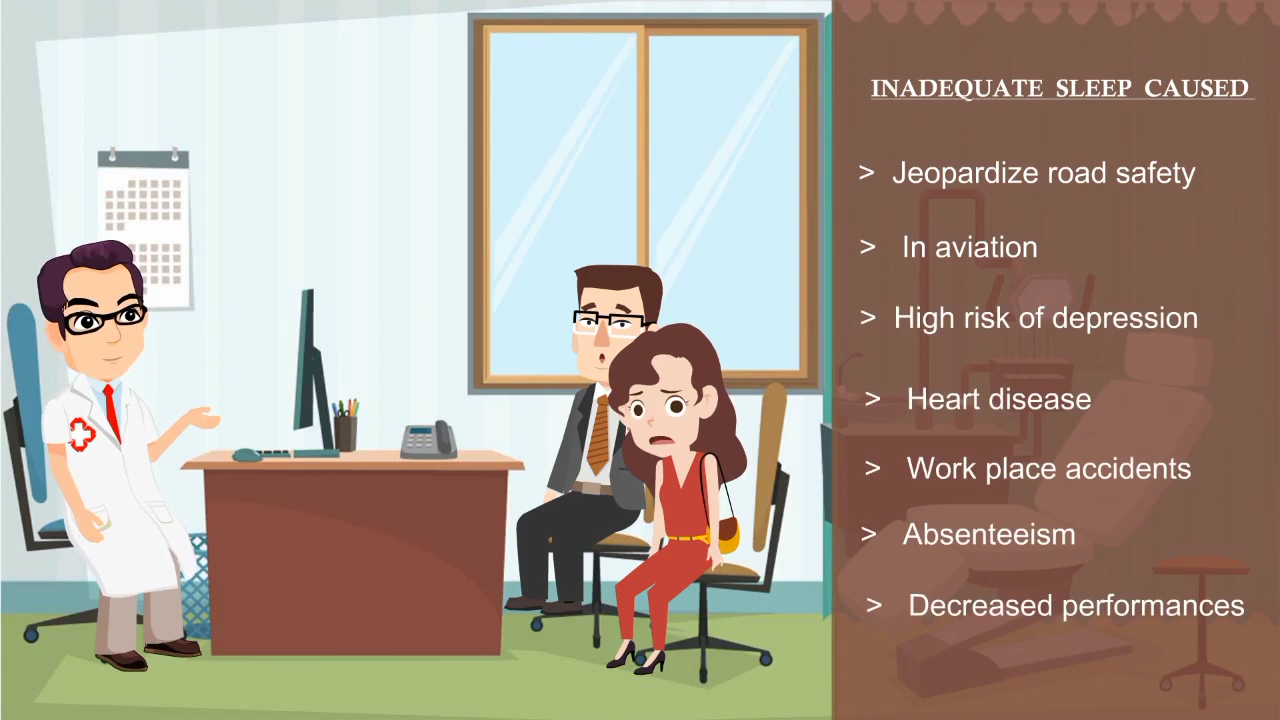 INADEQUATE SLEEP CAUSED
> Jeopardize road safety
> In aviation
> High risk of depression
> Heart disease
> Work place accidents
> Absenteeism
> Decreased performances